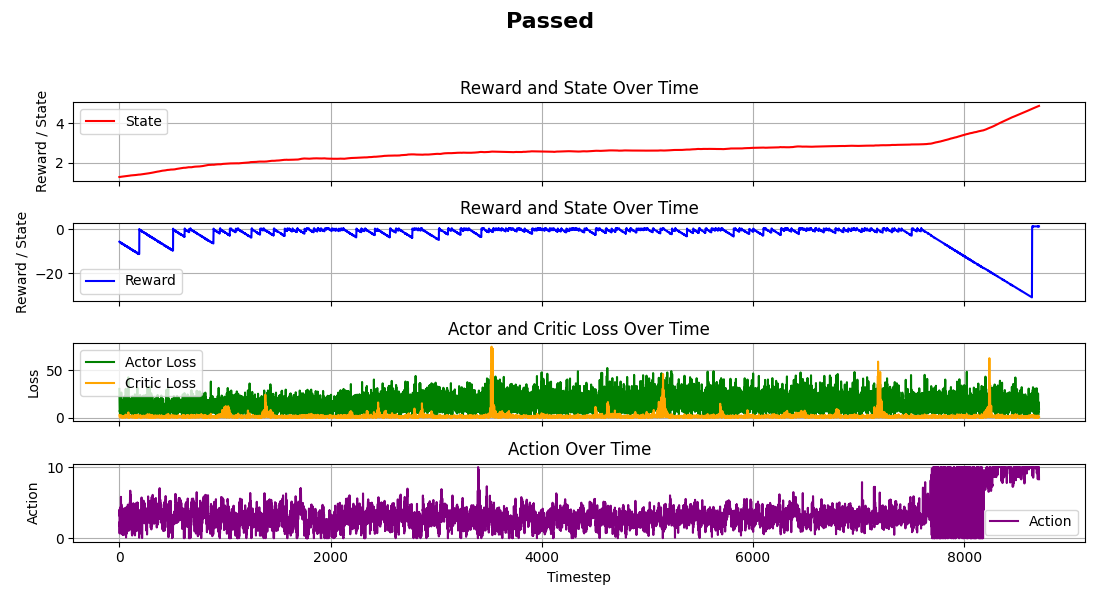 Passed
Reward and State Over Time
Reward / State
4
2
State
Reward and State Over Time
Reward / State
0
−20
Reward
Actor and Critic Loss Over Time
Loss
50
0
Actor Loss
Critic Loss
Action Over Time
Action
10
0
Action
0 2000 4000 6000 8000
Timestep